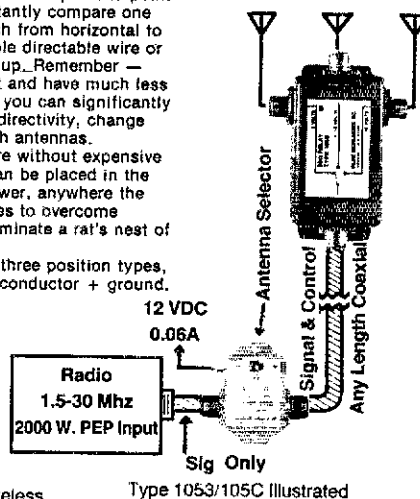 tantly compare one
h from horizontal to
le directable wire or
up. Remember —
t and have much less
you can significantly
directivity, change
h antennas.
re without expensive
an be placed in the
wer, anywhere the
es to overcome
minate a rat's nest of
three position types,
conductor + ground.
12 VDC
0.06A
Antenna Selector
Signal & Control
Any Length Coaxial
Radio
1.5-30 Mhz
2000 W. PEP Input
Sig Only
eless
Type 1053/105C Illustrated